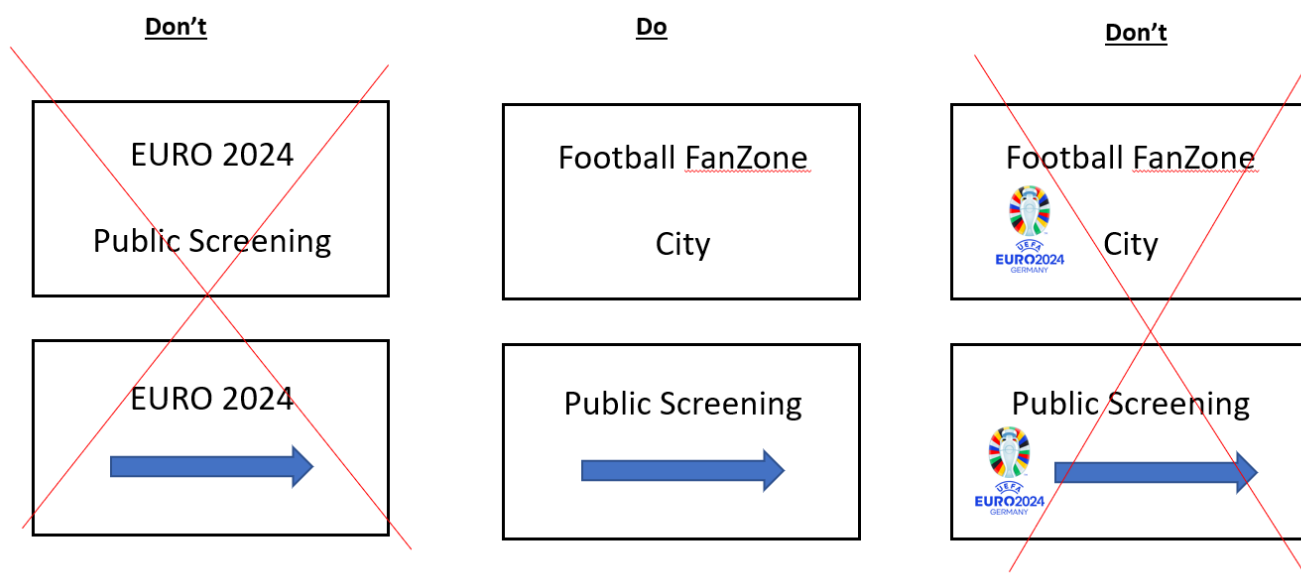 Don't
EURO 2024
Public Screening
EURO 2024
Do
Football FanZone
City
Public Screening
Don't
Football FanZone
UEFA
EURO2024
GERMANY
City
Public Screening
UEFA
EURO2024
GERMANY